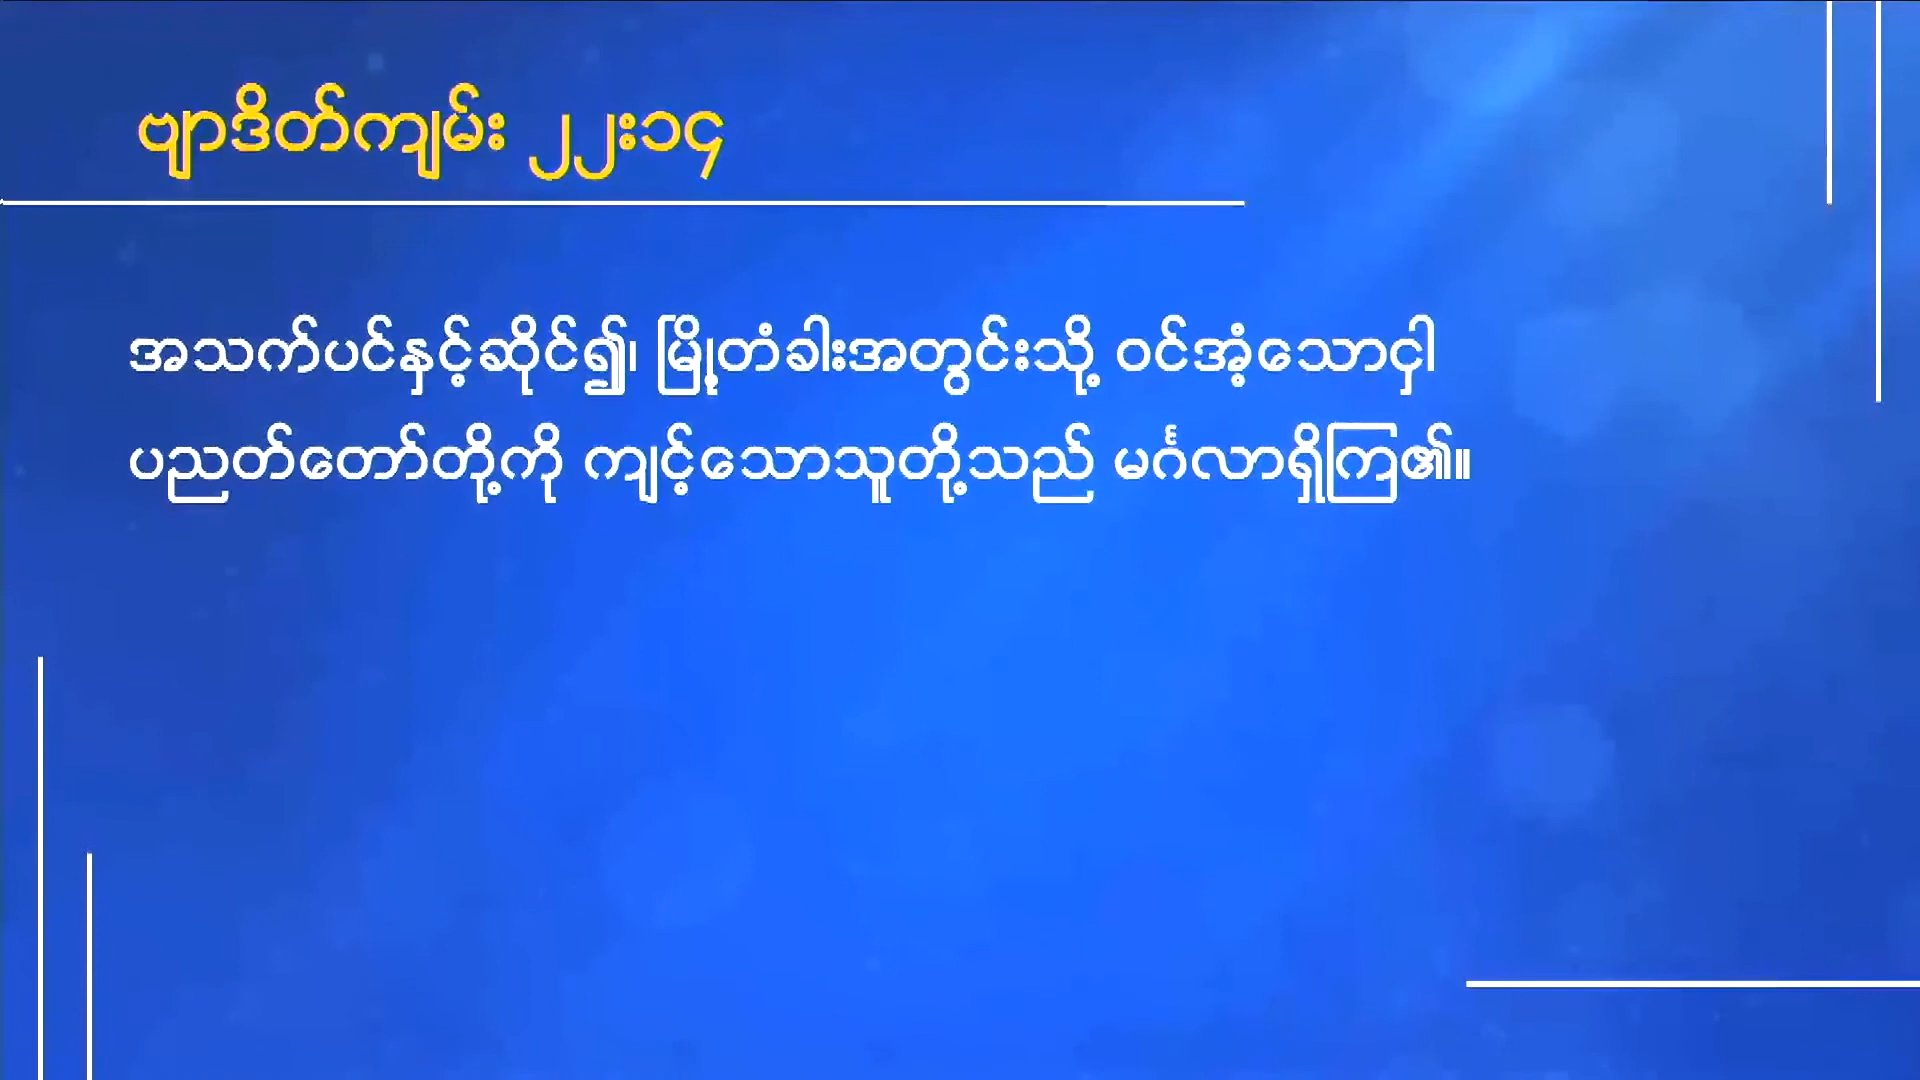 ဗျာဒိတ်ကျမ်း ၂၂း၁၄
အသက်ပင်နှင့်ဆိုင်၍၊ မြို့တံခါးအတွင်းသို့ ဝင်အံ့သောငှါ
ပညတ်တော်တို့ကို ကျင့်သောသူတို့သည် မင်္ဂလာရှိကြ၏။